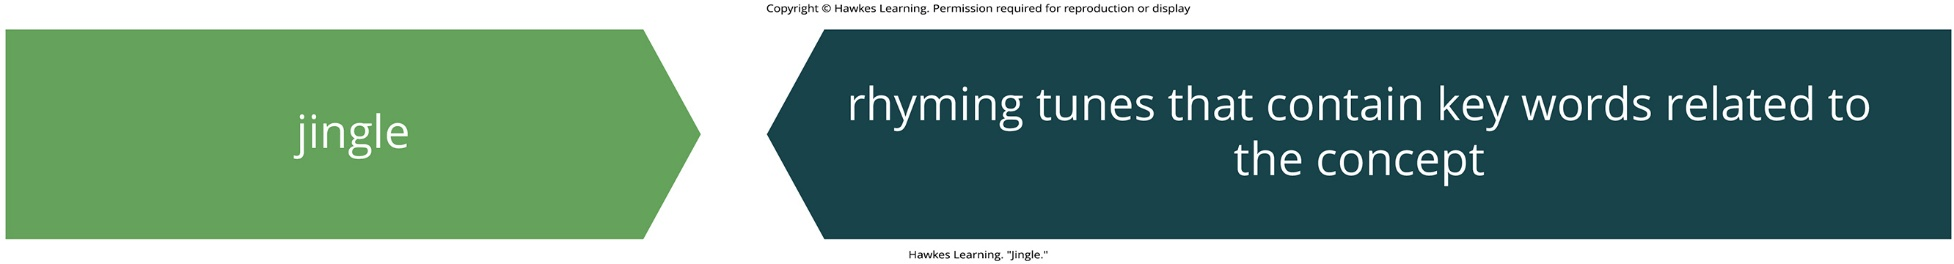 Copyright © Hawkes Learning. Permission required for reproduction or display
jingle
rhyming tunes that contain key words related to
the concept
Hawkes Learning. "Jingle."